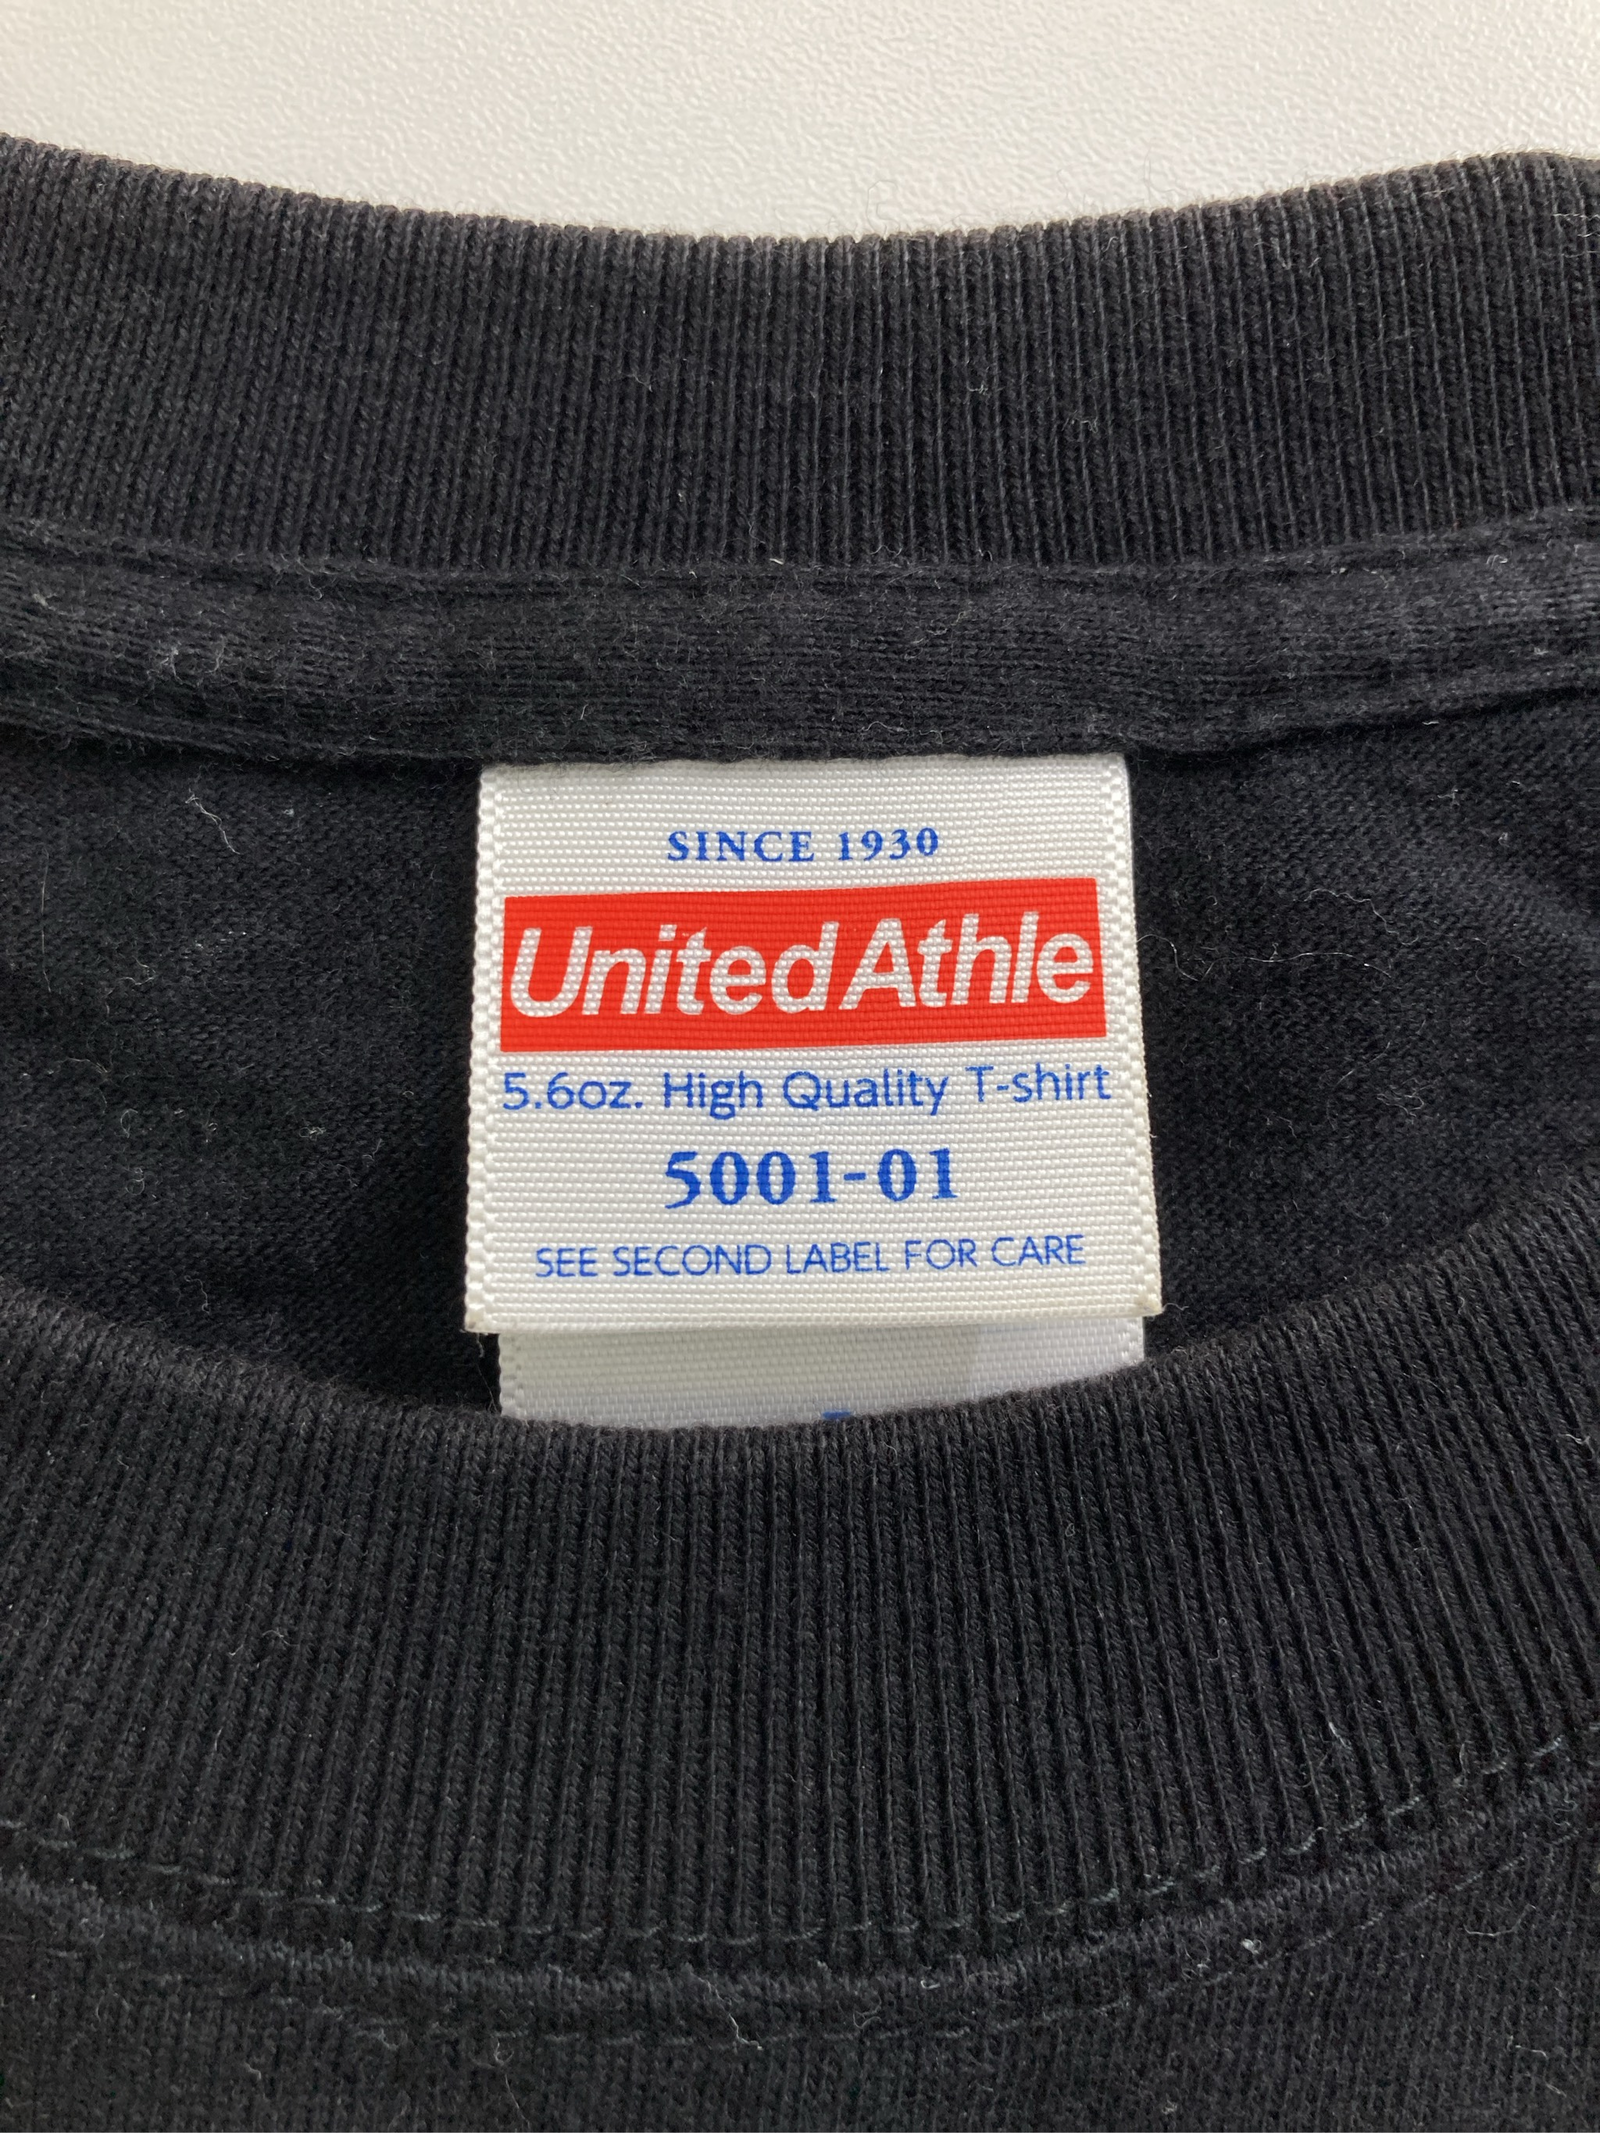 SINCE 1930
United Athle
5.6oz. High Quality T-shirt
5001-01
SEE SECOND LABEL FOR CARE